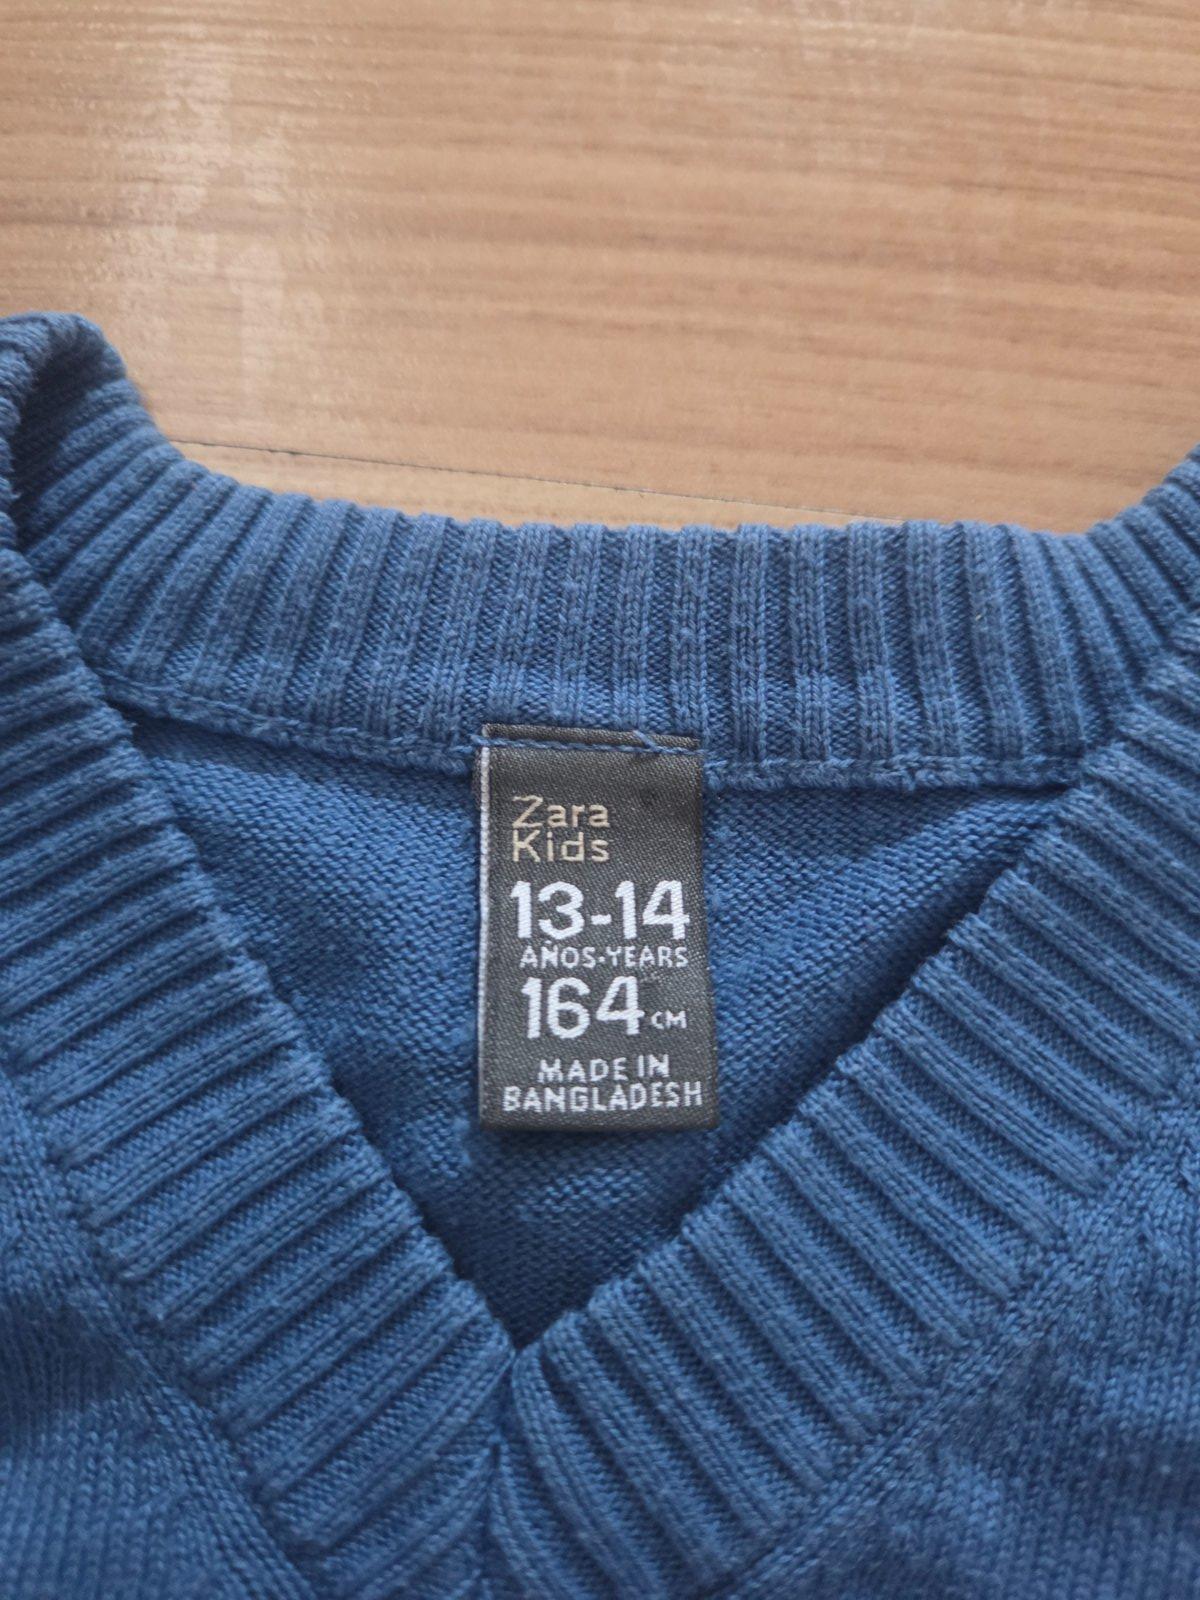 Zara
Kids
13-14
AÑOS-YEARS
164 CM
MADE IN
BANGLADESH